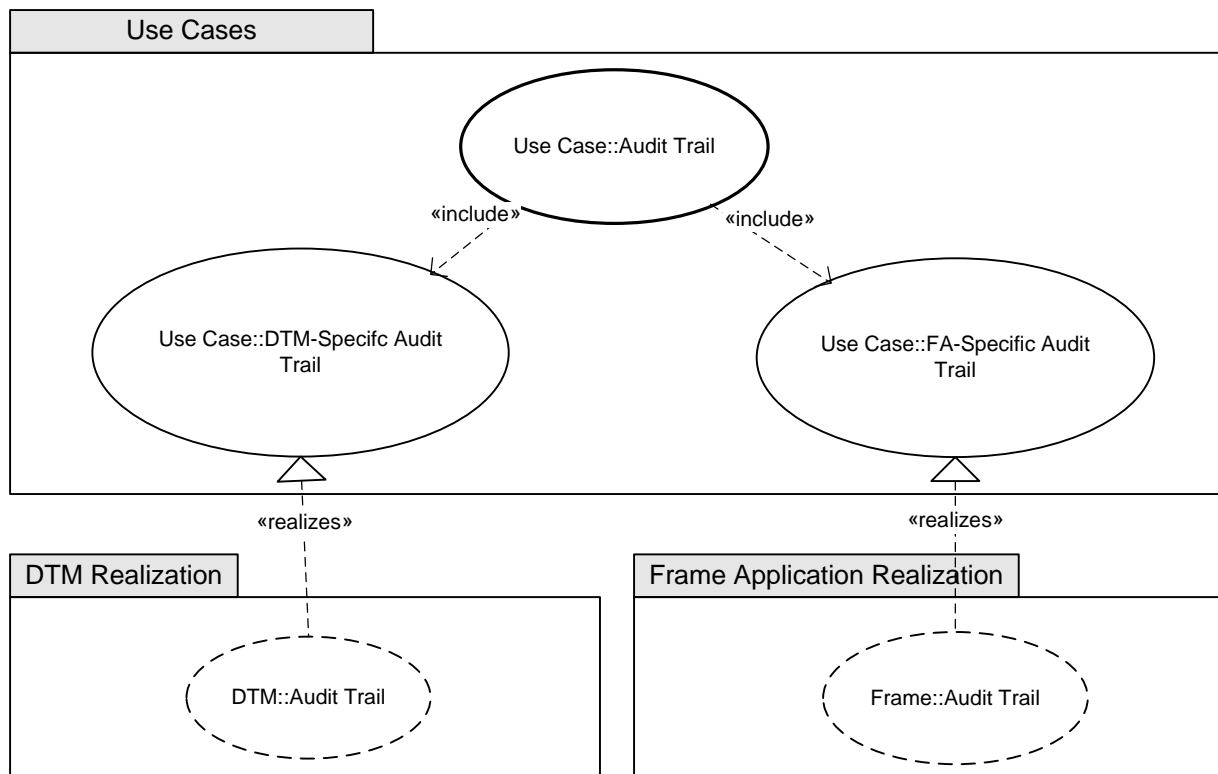 Use Cases
Use Case::Audit Trail
«include»
«include»
Use Case::DTM-Specifc Audit
Trail
Use Case::FA-Specific Audit
Trail
«realizes»
«realizes»
DTM Realization
Frame Application Realization
DTM::Audit Trail
Frame::Audit Trail